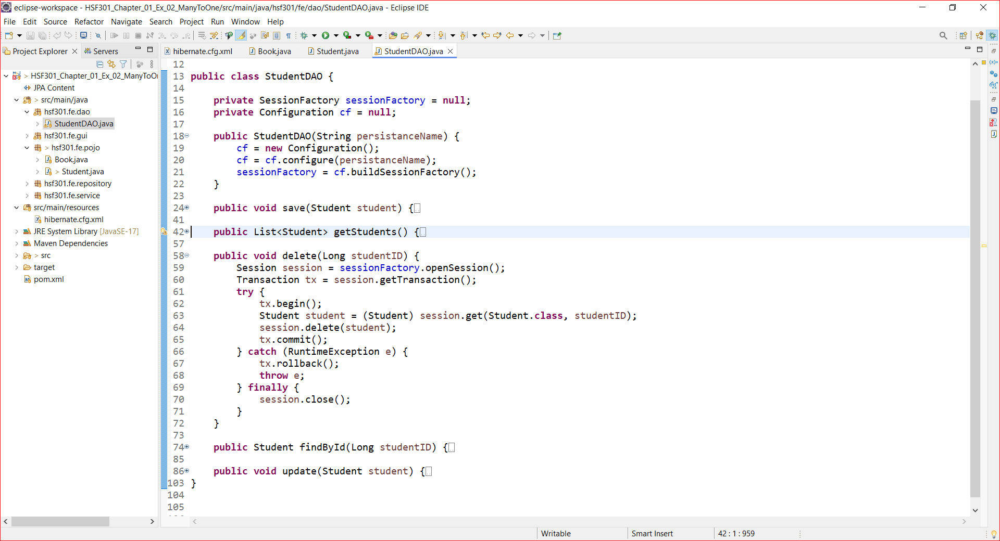 eclipse-workspace - HSF301_Chapter_01_Ex_02_ManyToOne/src/main/java/hsf301/fe/dao/StudentDAO.java - Eclipse IDE
File Edit Source Refactor Navigate Search Project Run Window Help
Project Explorer Servers
hibernate.cfg.xml Book.java Student.java StudentDAO.java
> HSF301_Chapter_01_Ex_02_ManyToOn
JPA Content
> src/main/java
hsf301.fe.dao
StudentDAO.java
hsf301.fe.gui
> hsf301.fe.pojo
Book.java
> Student.java
hsf301.fe.repository
hsf301.fe.service
src/main/resources
hibernate.cfg.xml
JRE System Library [JavaSE-17]
Maven Dependencies
> src
target
pom.xml
12
13 public class StudentDAO {
14
15 private SessionFactory sessionFactory = null;
16 private Configuration cf = null;
17
18 public StudentDAO(String persistanceName) {
19 cf = new Configuration();
20 cf = cf.configure(persistanceName);
21 sessionFactory = cf.buildSessionFactory();
22 }
23
24 public void save(Student student) {
41
42 public List<Student> getStudents() {
57
58 public void delete(Long studentID) {
59 Session session = sessionFactory.openSession();
60 Transaction tx = session.getTransaction();
61 try {
62 tx.begin();
63 Student student = (Student) session.get(Student.class, studentID);
64 session.delete(student);
65 tx.commit();
66 } catch (RuntimeException e) {
67 tx.rollback();
68 throw e;
69 } finally {
70 session.close();
71 }
72 }
73
74 public Student findById(Long studentID) {
85
86 public void update(Student student) {
103 }
104
105
Writable Smart Insert 42 : 1 : 959